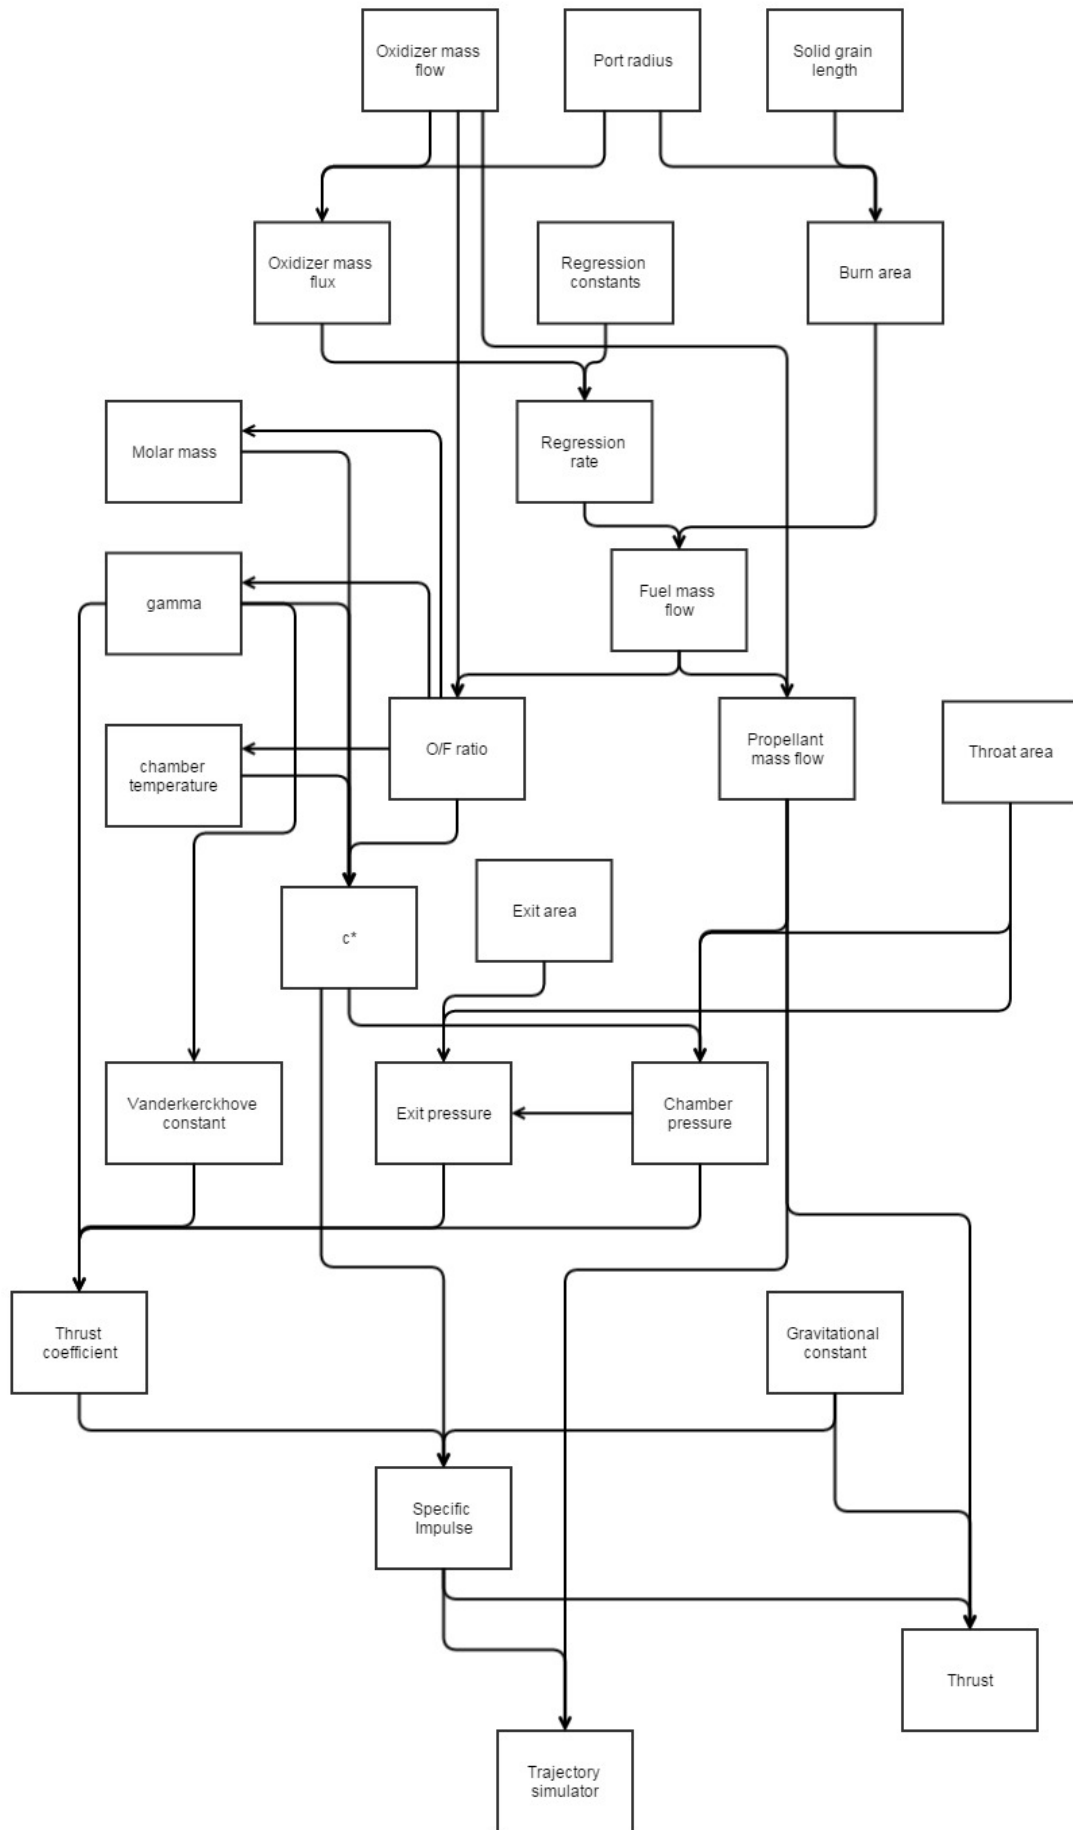 Oxidizer mass
flow
Port radius
Solid grain
length
Oxidizer mass
flux
Regression
constants
Burn area
Molar mass
Regression
rate
gamma
Fuel mass
flow
chamber
temperature
O/F ratio
Propellant
mass flow
Throat area
c*
Exit area
Vanderkerckhove
constant
Exit pressure
Chamber
pressure
Thrust
coefficient
Gravitational
constant
Specific
Impulse
Thrust
Trajectory
simulator